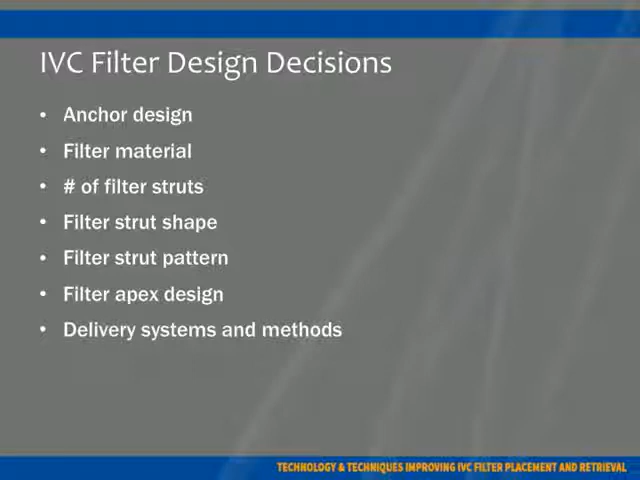 IVC Filter Design Decisions
• Anchor design
• Filter material
• # of filter struts
• Filter strut shape
• Filter strut pattern
• Filter apex design
• Delivery systems and methods
TECHNOLOGY & TECHNIQUES IMPROVING IVC FILTER PLACEMENT AND RETRIEVAL